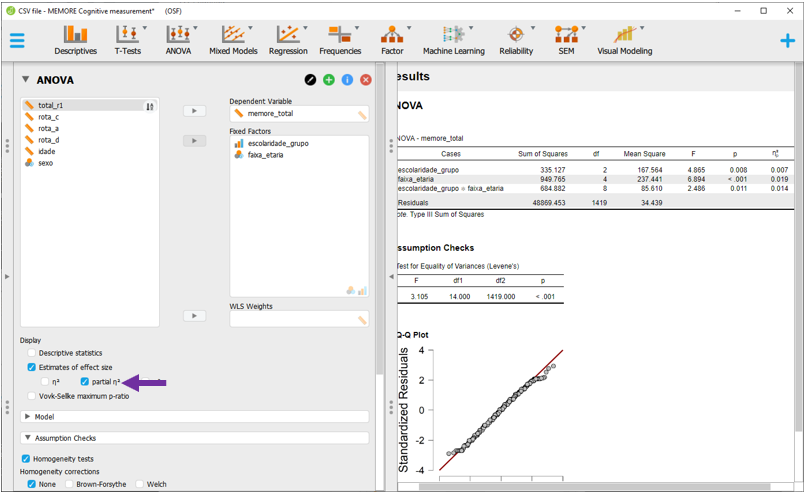 CSV file - MEMORE Cognitive measurement* (OSF)
Descriptives T-Tests ANOVA Mixed Models Regression Frequencies Factor Machine Learning Reliability SEM Visual Modeling
ANOVA
total_r1
rota_c
rota_a
rota_d
idade
sexo
Dependent Variable
memore_total
Fixed Factors
escolaridade_grupo
faixa_etaria
WLS Weights
Display
Descriptive statistics
Estimates of effect size
η² partial η²
Vovk-Sellke maximum p-ratio
Model
Assumption Checks
Homogeneity tests
Homogeneity corrections
None Brown-Forsythe Welch
esults
NOVA
NOVA - memore_total
Cases Sum of Squares df Mean Square F p
escolaridade_grupo 335.127 2 167.564 4.865 0.008 0.007
faixa_etaria 949.765 4 237.441 6.894 < .001 0.019
escolaridade_grupo ✻ faixa_etaria 684.882 8 85.610 2.486 0.011 0.014
Residuals 48869.453 1419 34.439
ote. Type III Sum of Squares
ssumption Checks
est for Equality of Variances (Levene's)
F df1 df2 p
3.105 14.000 1419.000 < .001
-Q Plot
Standardized Residuals
4
2
0
-2
-4